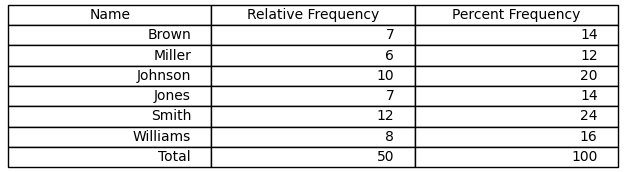 Name Relative Frequency Percent Frequency
Brown 7 14
Miller 6 12
Johnson 10 20
Jones 7 14
Smith 12 24
Williams 8 16
Total 50 100